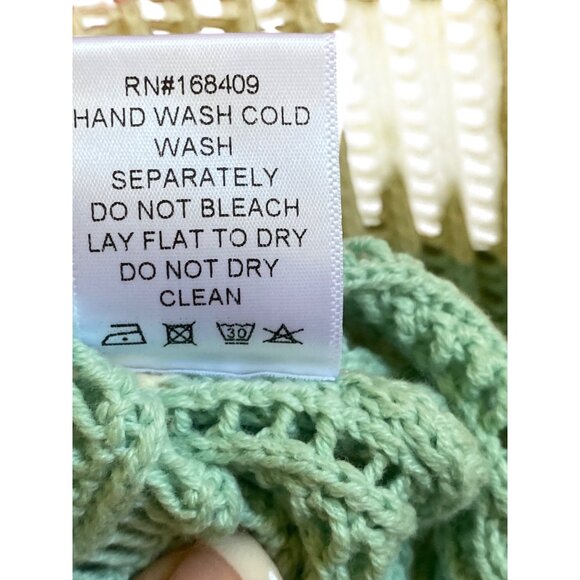 RN#168409
HAND WASH COLD
WASH
SEPARATELY
DO NOT BLEACH
LAY FLAT TO DRY
DO NOT DRY
CLEAN
30